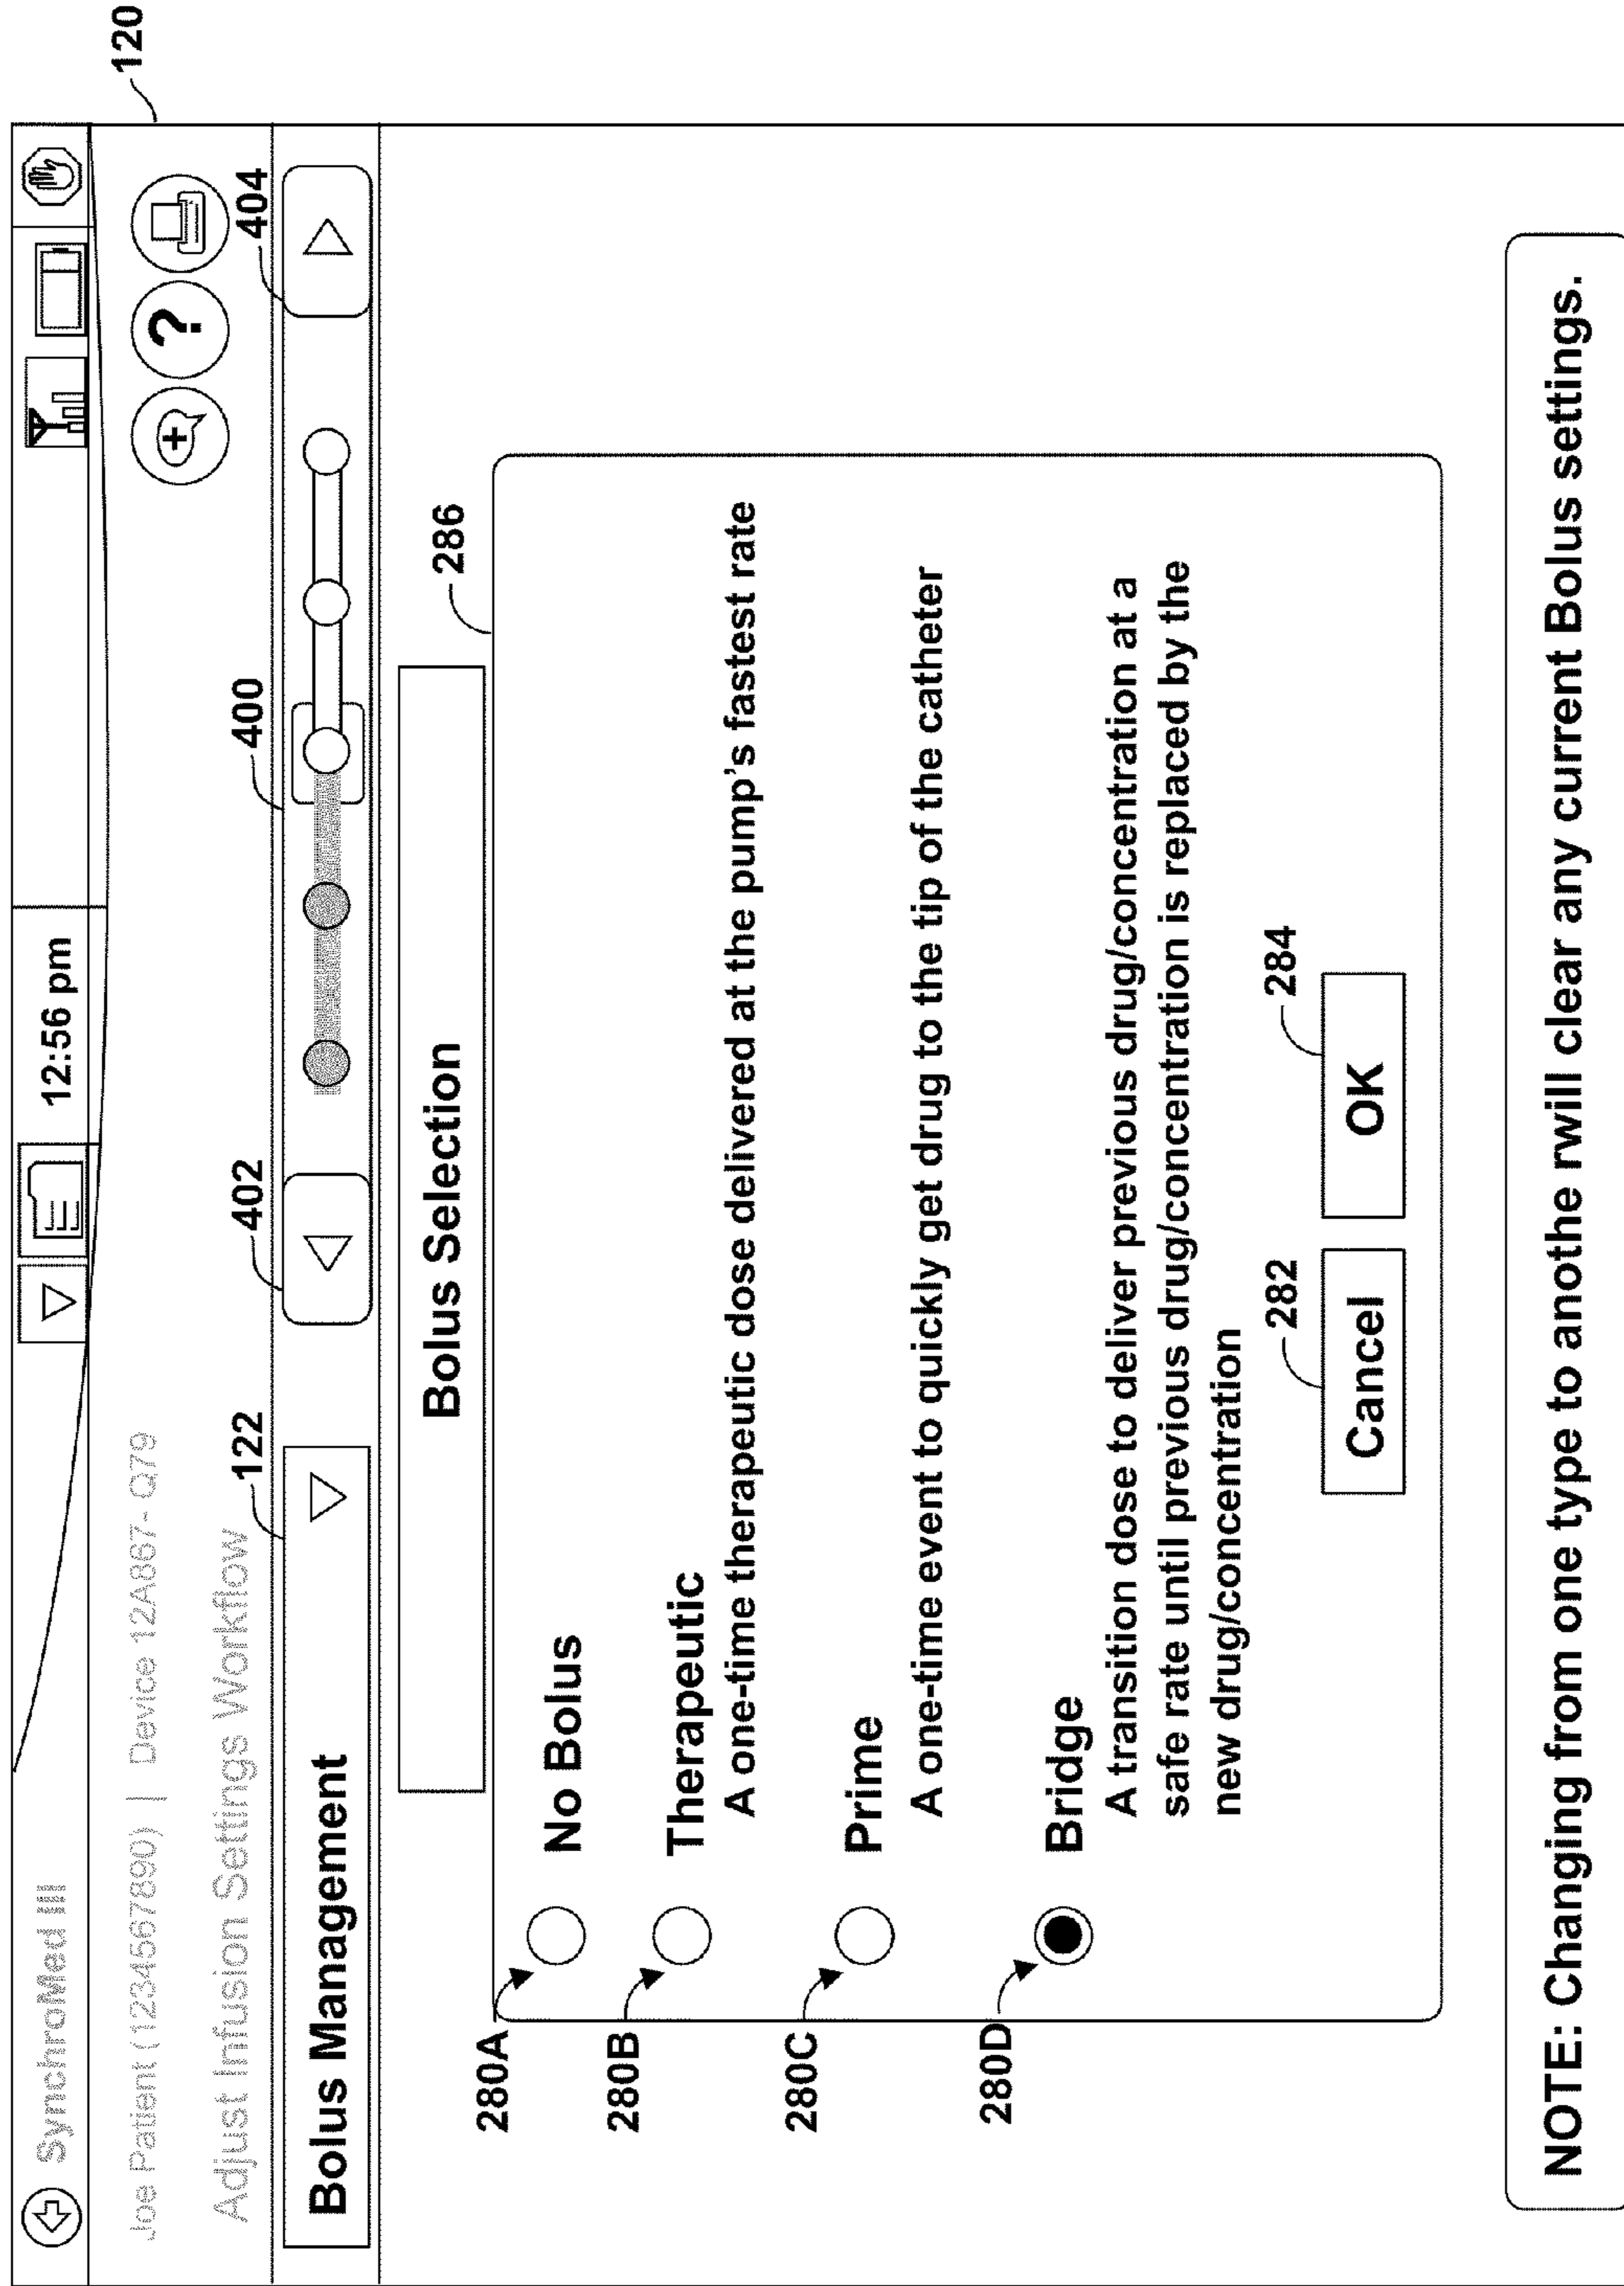 SynchroMed III
12:56 pm
120
Joe Patient (1234567890) | Device 12A887- Q79
?
Adjust Infusion Settings Workflow
122
402
400
404
Bolus Management
Bolus Selection
286
280A
No Bolus
280B
Therapeutic
A one-time therapeutic dose delivered at the pump's fastest rate
280C
Prime
A one-time event to quickly get drug to the tip of the catheter
280D
Bridge
A transition dose to deliver previous drug/concentration at a
safe rate until previous drug/concentration is replaced by the
new drug/concentration
282
284
Cancel
OK
NOTE: Changing from one type to anothe rwill clear any current Bolus settings.